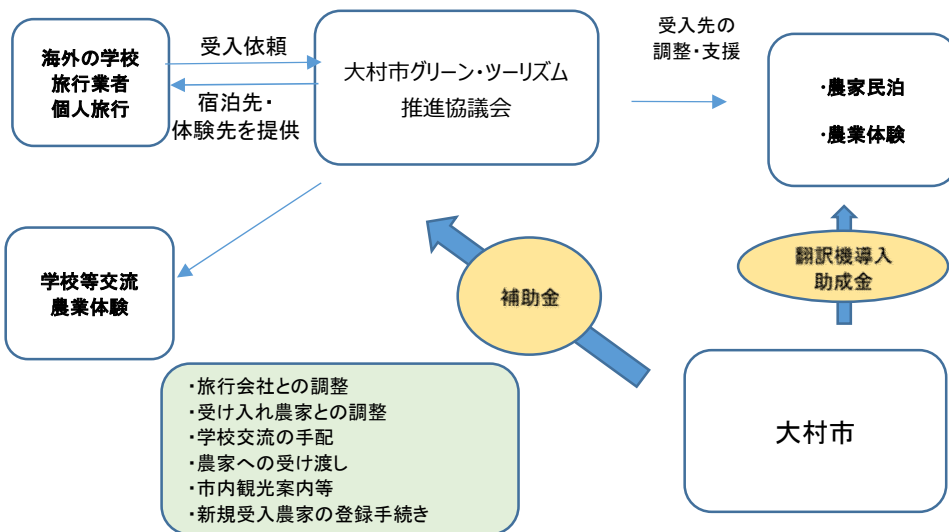 海外の学校
旅行業者
個人旅行
受入依頼
宿泊先・
体験先を提供
大村市グリーン・ツーリズム
推進協議会
受入先の
調整・支援
・農家民泊
・農業体験
学校等交流
農業体験
補助金
翻訳機導入
助成金
・旅行会社との調整
・受け入れ農家との調整
・学校交流の手配
・農家への受け渡し
・市内観光案内等
・新規受入農家の登録手続き
大村市